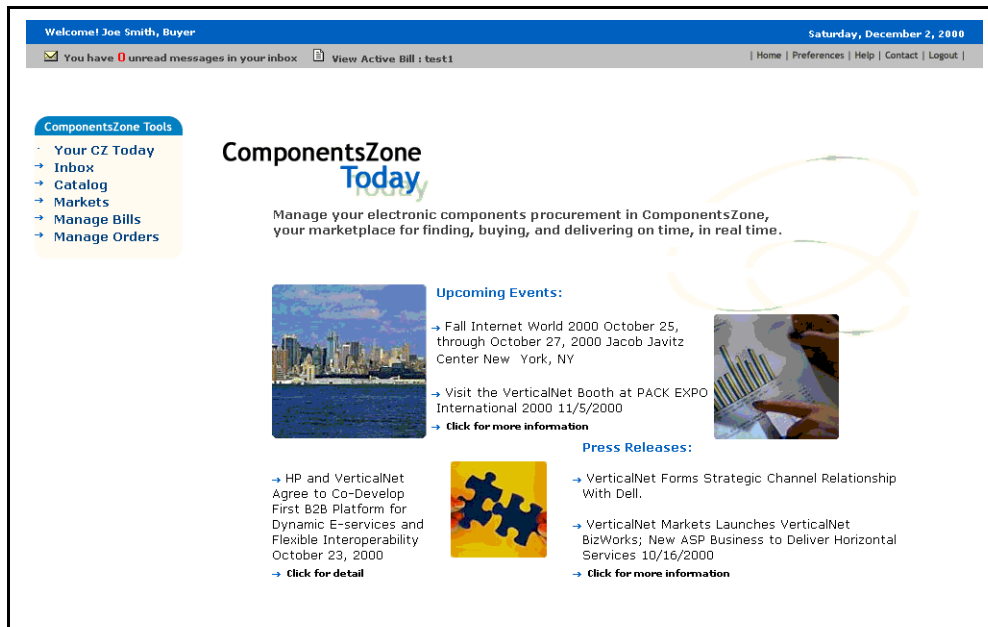 Welcome! Joe Smith, Buyer
Saturday, December 2, 2000
You have 0 unread messages in your inbox
View Active Bill : test1
| Home | Preferences | Help | Contact | Logout |
ComponentsZone Tools
Your CZ Today
Inbox
Catalog
Markets
Manage Bills
Manage Orders
ComponentsZone
Today
Manage your electronic components procurement in ComponentsZone,
your marketplace for finding, buying, and delivering on time, in real time.
Upcoming Events:
Fall Internet World 2000 October 25,
through October 27, 2000 Jacob Javitz
Center New York, NY
Visit the VerticalNet Booth at PACK EXPO
International 2000 11/5/2000
Click for more information
HP and VerticalNet
Agree to Co-Develop
First B2B Platform for
Dynamic E-services and
Flexible Interoperability
October 23, 2000
Click for detail
Press Releases:
VerticalNet Forms Strategic Channel Relationship
With Dell.
VerticalNet Markets Launches VerticalNet
BizWorks; New ASP Business to Deliver Horizontal
Services 10/16/2000
Click for more information